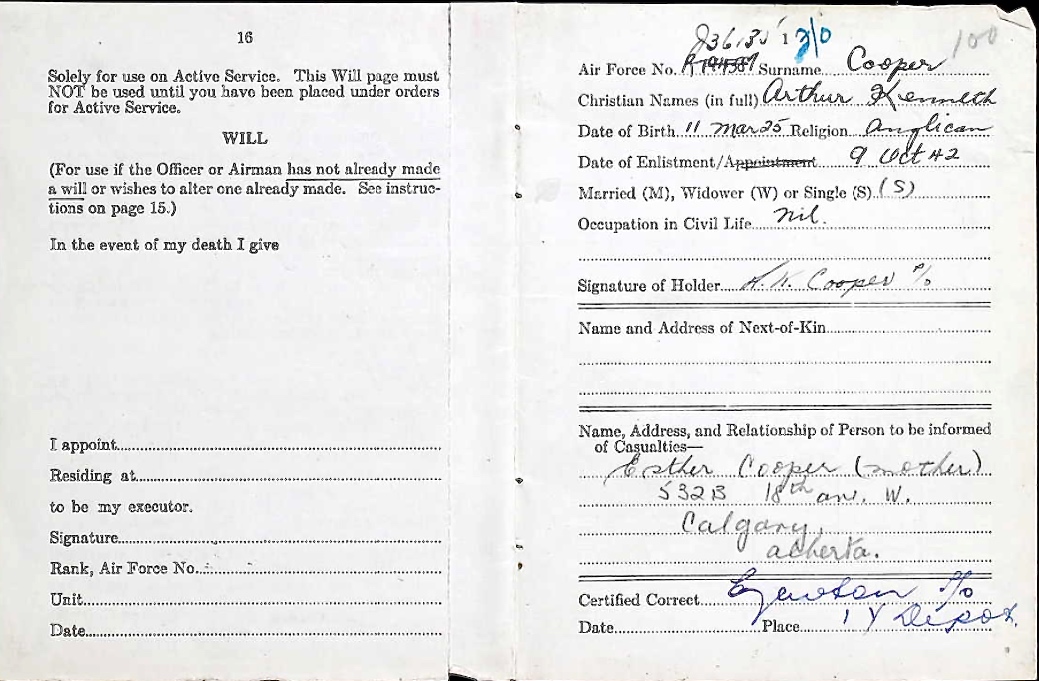 16
Solely for use on Active Service. This Will page must
NOT be used until you have been placed under orders
for Active Service.
WILL
(For use if the Officer or Airman has not already made
a will or wishes to alter one already made. See instruc-
tions on page 15.)
In the event of my death I give
I appoint
Residing at
to be my executor.
Signature
Rank, Air Force No.
Unit
Date
100
Air Force No. Surname Cooper
Christian Names (in full) Arthur Kenneth
Date of Birth 11 Mar 25 Religion Anglican
Date of Enlistment/Appointment 9 Oct 42
Married (M), Widower (W) or Single (S) (S)
Occupation in Civil Life nil.
Signature of Holder A. K. Cooper P/O
Name and Address of Next-of-Kin
Name, Address, and Relationship of Person to be informed
of Casualties—
Esther Cooper (mother)
532B 18th ave. W.
Calgary,
alberta.
Certified Correct
Date Place 1 Y Depot.